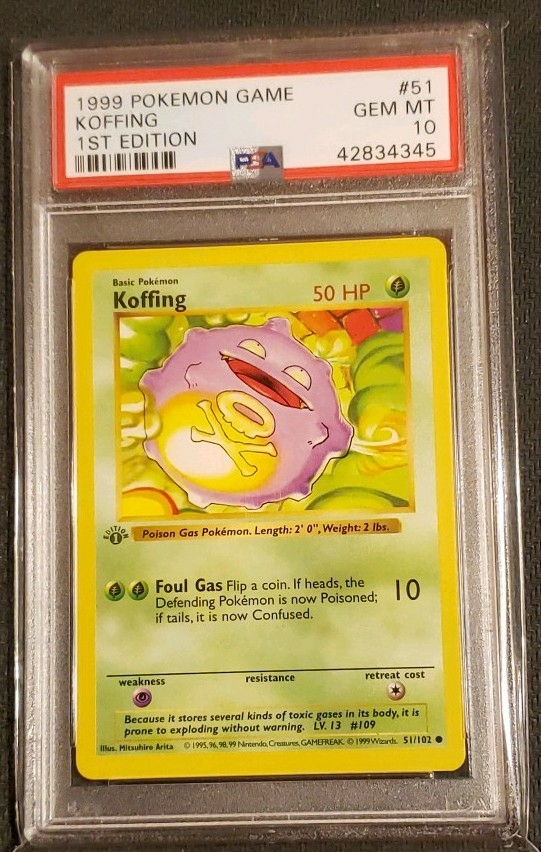 1999 POKEMON GAME #51
KOFFING GEM MT
1ST EDITION 10
PSA 42834345
Basic Pokémon
Koffing 50 HP
EDITION 1
Poison Gas Pokémon. Length: 2' 0", Weight: 2 lbs.
Foul Gas Flip a coin. If heads, the
Defending Pokémon is now Poisoned; 10
if tails, it is now Confused.
weakness resistance retreat cost
Because it stores several kinds of toxic gases in its body, it is
prone to exploding without warning. LV. 13 #109
Illus. Mitsuhiro Arita © 1995, 96, 98, 99 Nintendo, Creatures, GAMEFREAK. © 1999 Wizards. 51/102